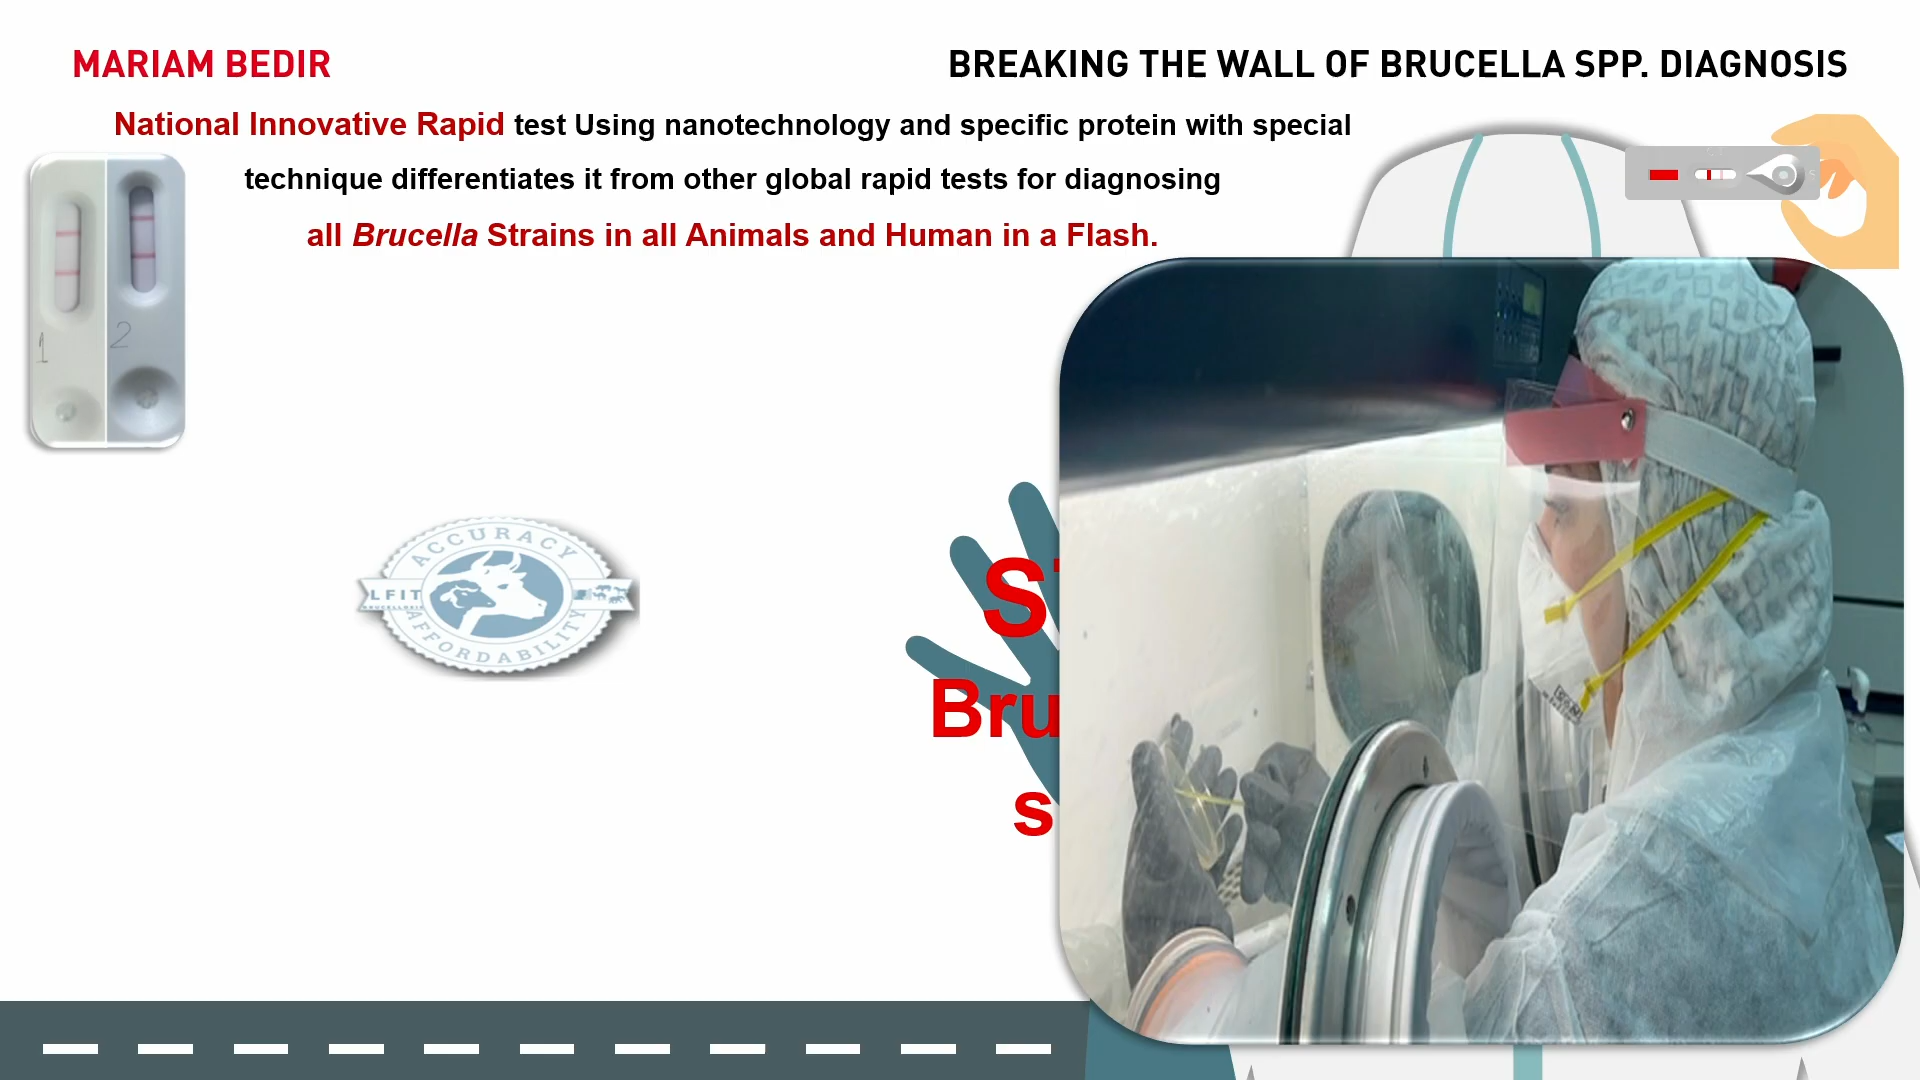 MARIAM BEDIR
BREAKING THE WALL OF BRUCELLA SPP. DIAGNOSIS
National Innovative Rapid test Using nanotechnology and specific protein with special
technique differentiates it from other global rapid tests for diagnosing
all Brucella Strains in all Animals and Human in a Flash.
1
2
ACCURACY
LFIT
AFFORDABILITY
S
Bru
s